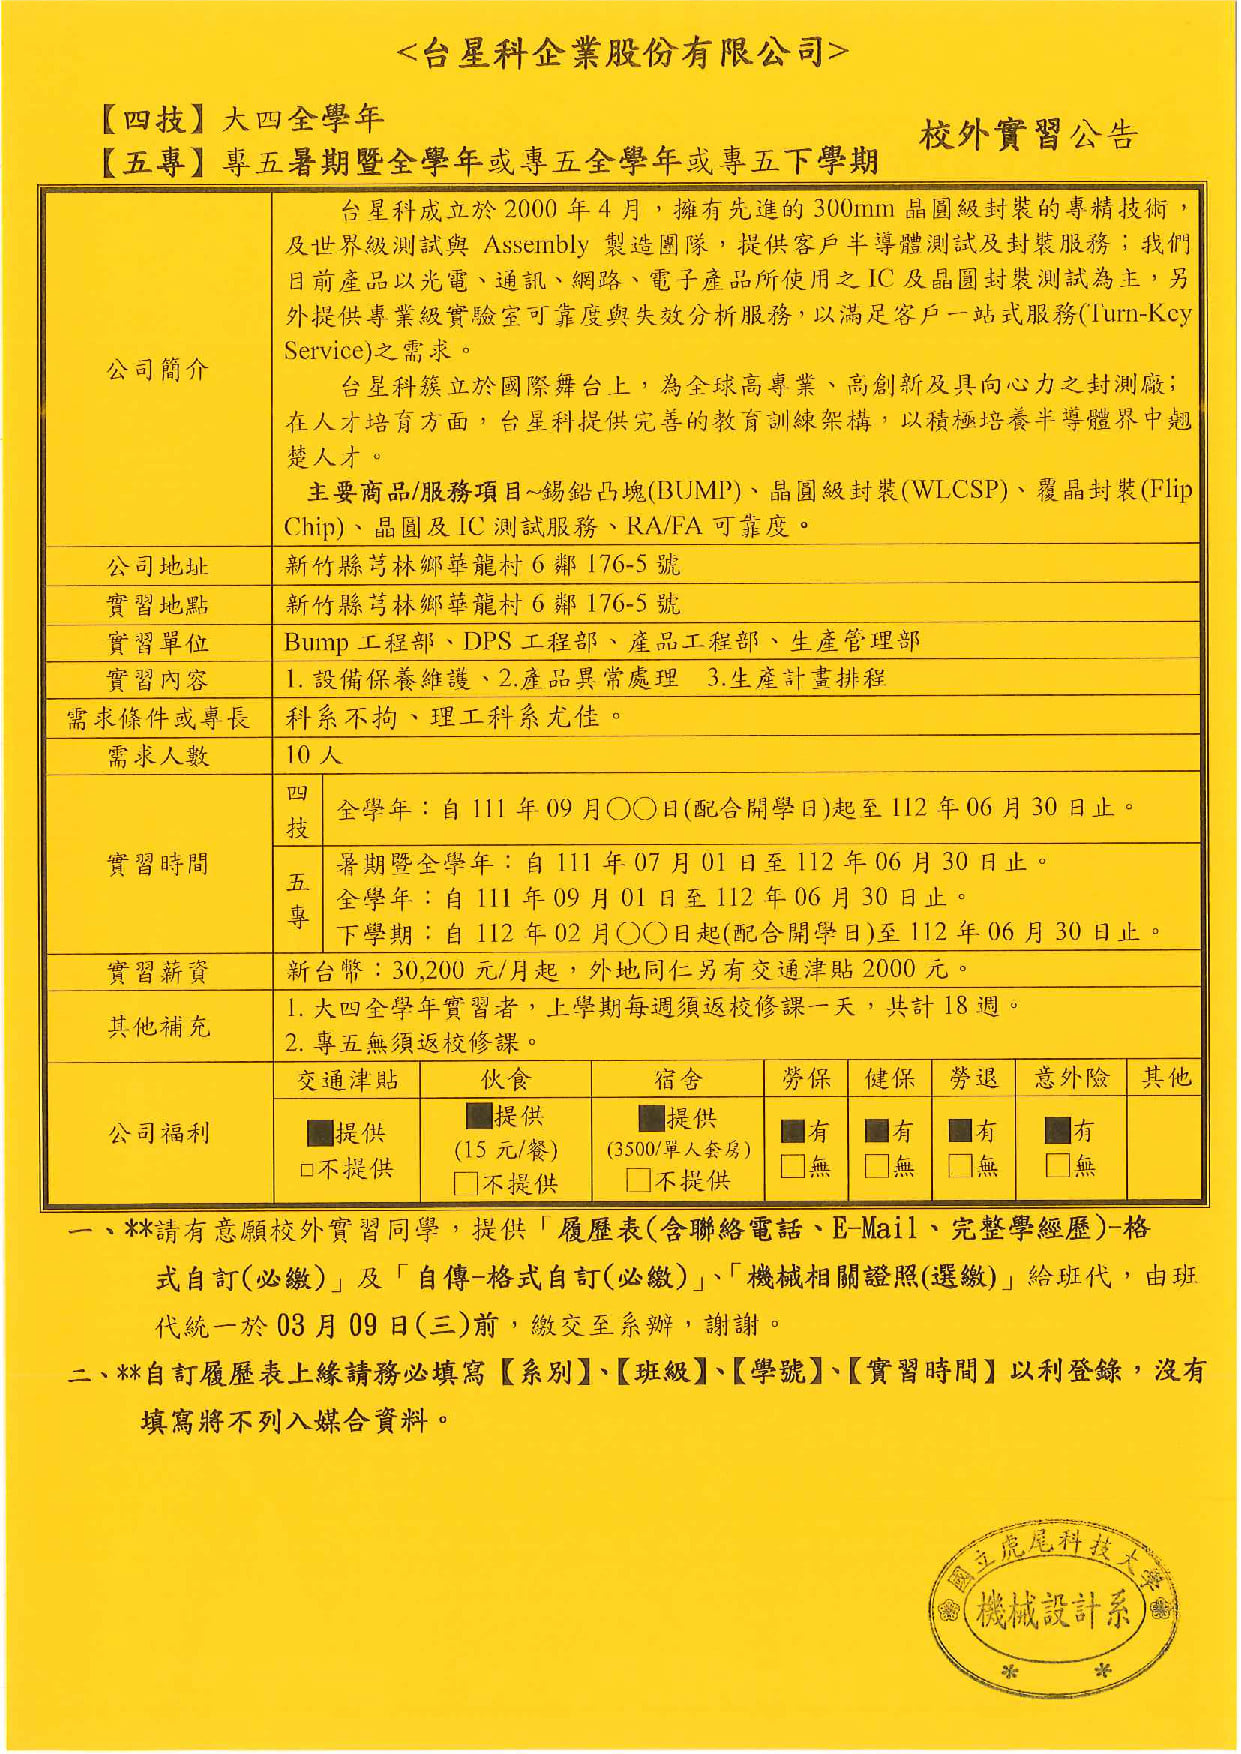 <台星科企業股份有限公司>
【四技】大四全學年
校外實習公告
【五專】專五暑期暨全學年或專五全學年或專五下學期
公司簡介
台星科成立於 2000 年 4 月,擁有先進的 300mm 晶圓級封裝的專精技術,
及世界級測試與 Assembly 製造團隊,提供客戶半導體測試及封裝服務;我們
目前產品以光電、通訊、網路、電子產品所使用之 IC 及晶圓封裝測試為主,另
外提供專業級實驗室可靠度與失效分析服務,以滿足客戶一站式服務(Turn-Key
Service)之需求。
台星科簇立於國際舞台上,為全球高專業、高創新及具向心力之封測廠;
在人才培育方面,台星科提供完善的教育訓練架構,以積極培養半導體界中翹
楚人才。
主要商品/服務項目~錫鉛凸塊(BUMP)、晶圓級封裝(WLCSP)、覆晶封裝(Flip
Chip)、晶圓及 IC 測試服務、RA/FA 可靠度。
公司地址 新竹縣芎林鄉華龍村 6 鄰 176-5 號
實習地點 新竹縣芎林鄉華龍村 6 鄰 176-5 號
實習單位 Bump 工程部、DPS 工程部、產品工程部、生產管理部
實習內容 1. 設備保養維護、2.產品異常處理 3.生產計畫排程
需求條件或專長 科系不拘、理工科系尤佳。
需求人數 10 人
實習時間
四技 全學年:自 111 年 09 月○○日(配合開學日)起至 112 年 06 月 30 日止。
五專 暑期暨全學年:自 111 年 07 月 01 日至 112 年 06 月 30 日止。
全學年:自 111 年 09 月 01 日至 112 年 06 月 30 日止。
下學期:自 112 年 02 月○○日起(配合開學日)至 112 年 06 月 30 日止。
實習薪資 新台幣:30,200 元/月起,外地同仁另有交通津貼 2000 元。
其他補充 1. 大四全學年實習者,上學期每週須返校修課一天,共計 18 週。
2. 專五無須返校修課。
公司福利
交通津貼 伙食 宿舍 勞保 健保 勞退 意外險 其他
■提供 ■提供 ■提供 ■有 ■有 ■有 ■有
(15 元/餐) (3500/單人套房)
□不提供 □不提供 □不提供 □無 □無 □無 □無
一、**請有意願校外實習同學,提供「履歷表(含聯絡電話、E-Mail、完整學經歷)-格
式自訂(必繳)」及「自傳-格式自訂(必繳)」、「機械相關證照(選繳)」給班代,由班
代統一於 03 月 09 日(三)前,繳交至系辦,謝謝。
二、**自訂履歷表上緣請務必填寫【系別】、【班級】、【學號】、【實習時間】以利登錄,沒有
填寫將不列入媒合資料。
國立虎尾科技大學
機械設計系